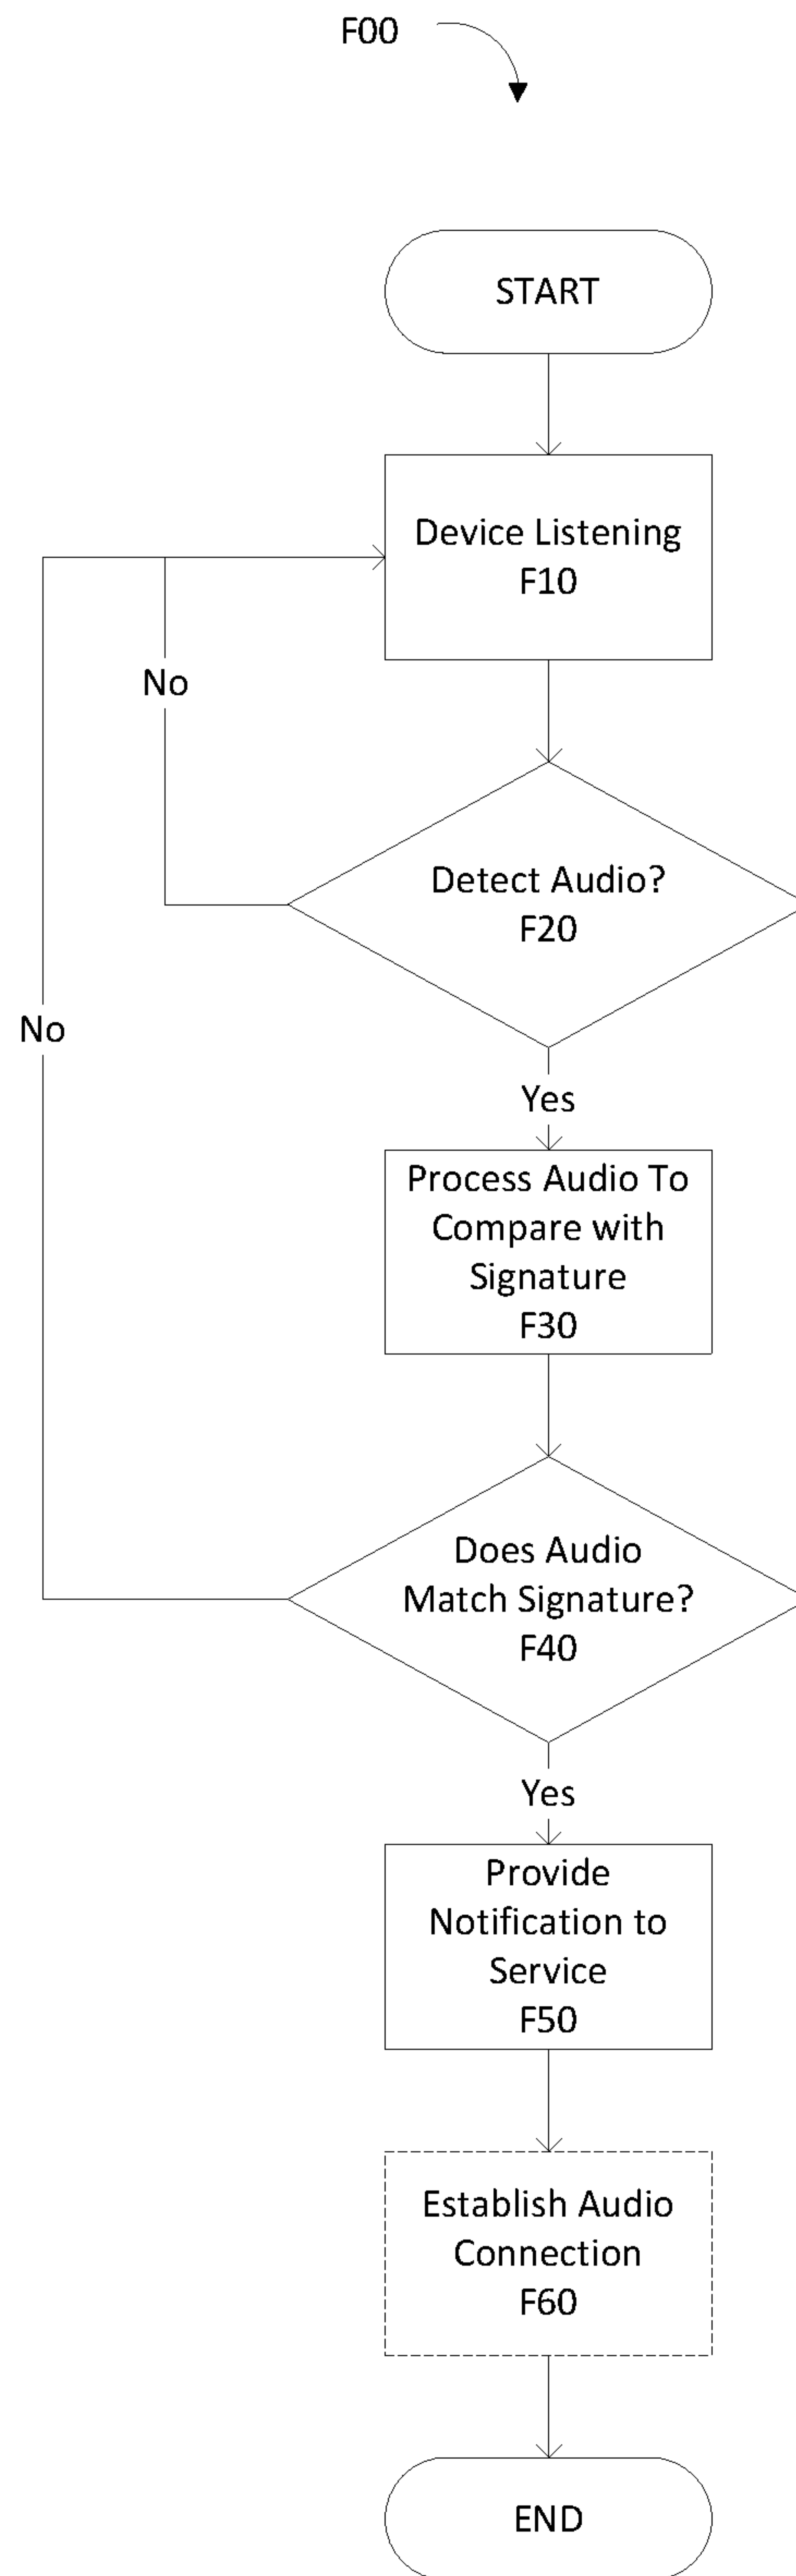 F00
START
Device Listening
F10
No
Detect Audio?
F20
No
Yes
Process Audio To
Compare with
Signature
F30
Does Audio
Match Signature?
F40
Yes
Provide
Notification to
Service
F50
Establish Audio
Connection
F60
END